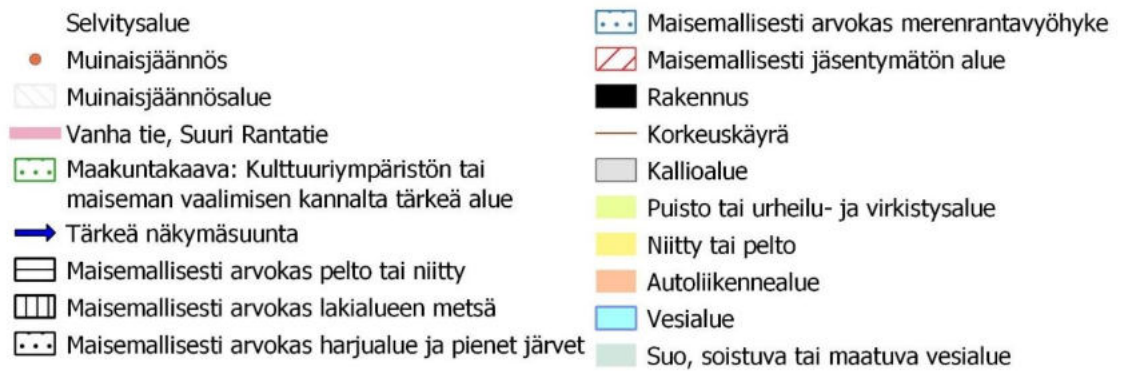 Selvitysalue
Muinaisjäännös
Muinaisjäännösalue
Vanha tie, Suuri Rantatie
Maakuntakaava: Kulttuuriympäristön tai
maiseman vaalimisen kannalta tärkeä alue
Tärkeä näkymäsuunta
Maisemallisesti arvokas pelto tai niitty
Maisemallisesti arvokas lakialueen metsä
Maisemallisesti arvokas harjualue ja pienet järvet
Maisemallisesti arvokas merenrantavyöhyke
Maisemallisesti jäsentymätön alue
Rakennus
Korkeuskäyrä
Kallioalue
Puisto tai urheilu- ja virkistysalue
Niitty tai pelto
Autoliikennealue
Vesialue
Suo, soistuva tai maatuva vesialue